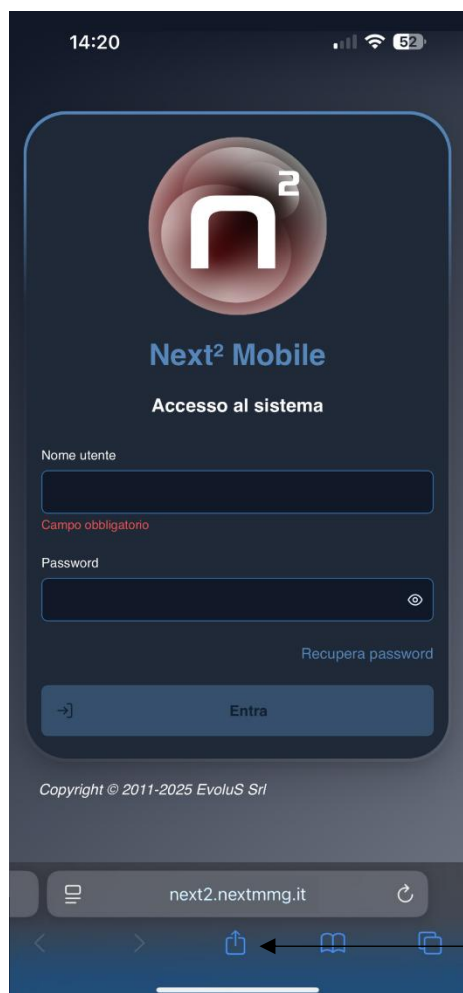 14:20
52
n²
Next² Mobile
Accesso al sistema
Nome utente
Campo obbligatorio
Password
Recupera password
Entra
Copyright © 2011-2025 EvoluS Srl
next2.nextmmg.it